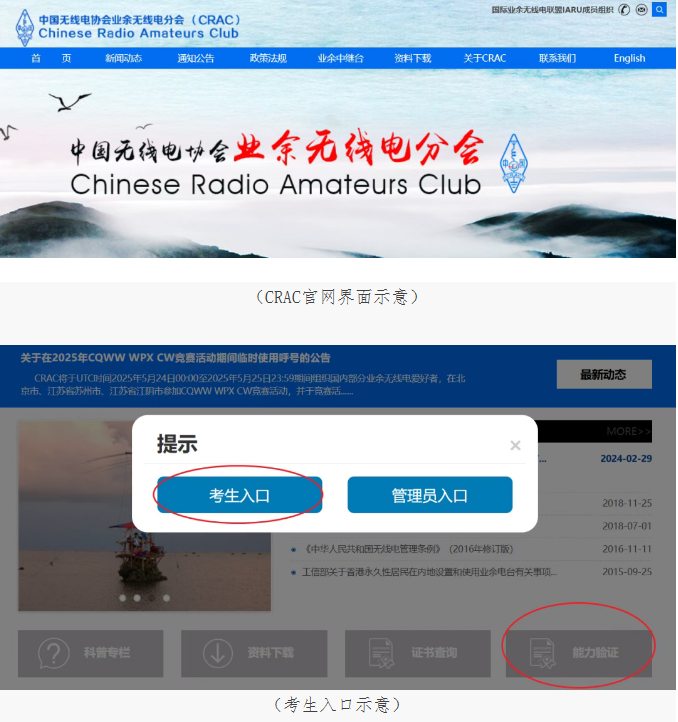 中国无线电协会业余无线电分会（CRAC）
Chinese Radio Amateurs Club
国际业余无线电联盟IARU成员组织
首 页 新闻动态 通知公告 政策法规 业余中继台 资料下载 关于CRAC 联系我们 English
中国无线电协会业余无线电分会
Chinese Radio Amateurs Club
（CRAC官网界面示意）
关于在2025年CQWW WPX CW竞赛活动期间临时使用呼号的公告
CRAC将于UTC时间2025年5月24日00:00至2025年5月25日23:59期间组织国内部分业余无线电爱好者，在北
京市、江苏省苏州市、江苏省江阴市参加CQWW WPX CW竞赛活动，并于竞赛活......
最新动态
提示
×
考生入口 管理员入口
MORE>>
...
2024-02-29
2018-11-25
2018-07-01
《中华人民共和国无线电管理条例》（2016年修订版） 2016-11-11
工信部关于香港永久性居民在内地设置和使用业余电台有关事项... 2015-09-25
科普专栏 资料下载 证书查询 能力验证
（考生入口示意）